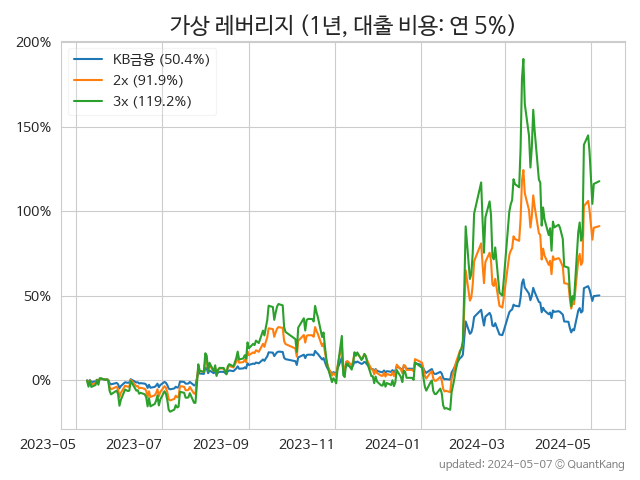 가상 레버리지 (1년, 대출 비용: 연 5%)
200%
150%
100%
50%
0%
KB금융 (50.4%)
2x (91.9%)
3x (119.2%)
2023-05
2023-07
2023-09
2023-11
2024-01
2024-03
2024-05
updated: 2024-05-07 © QuantKang